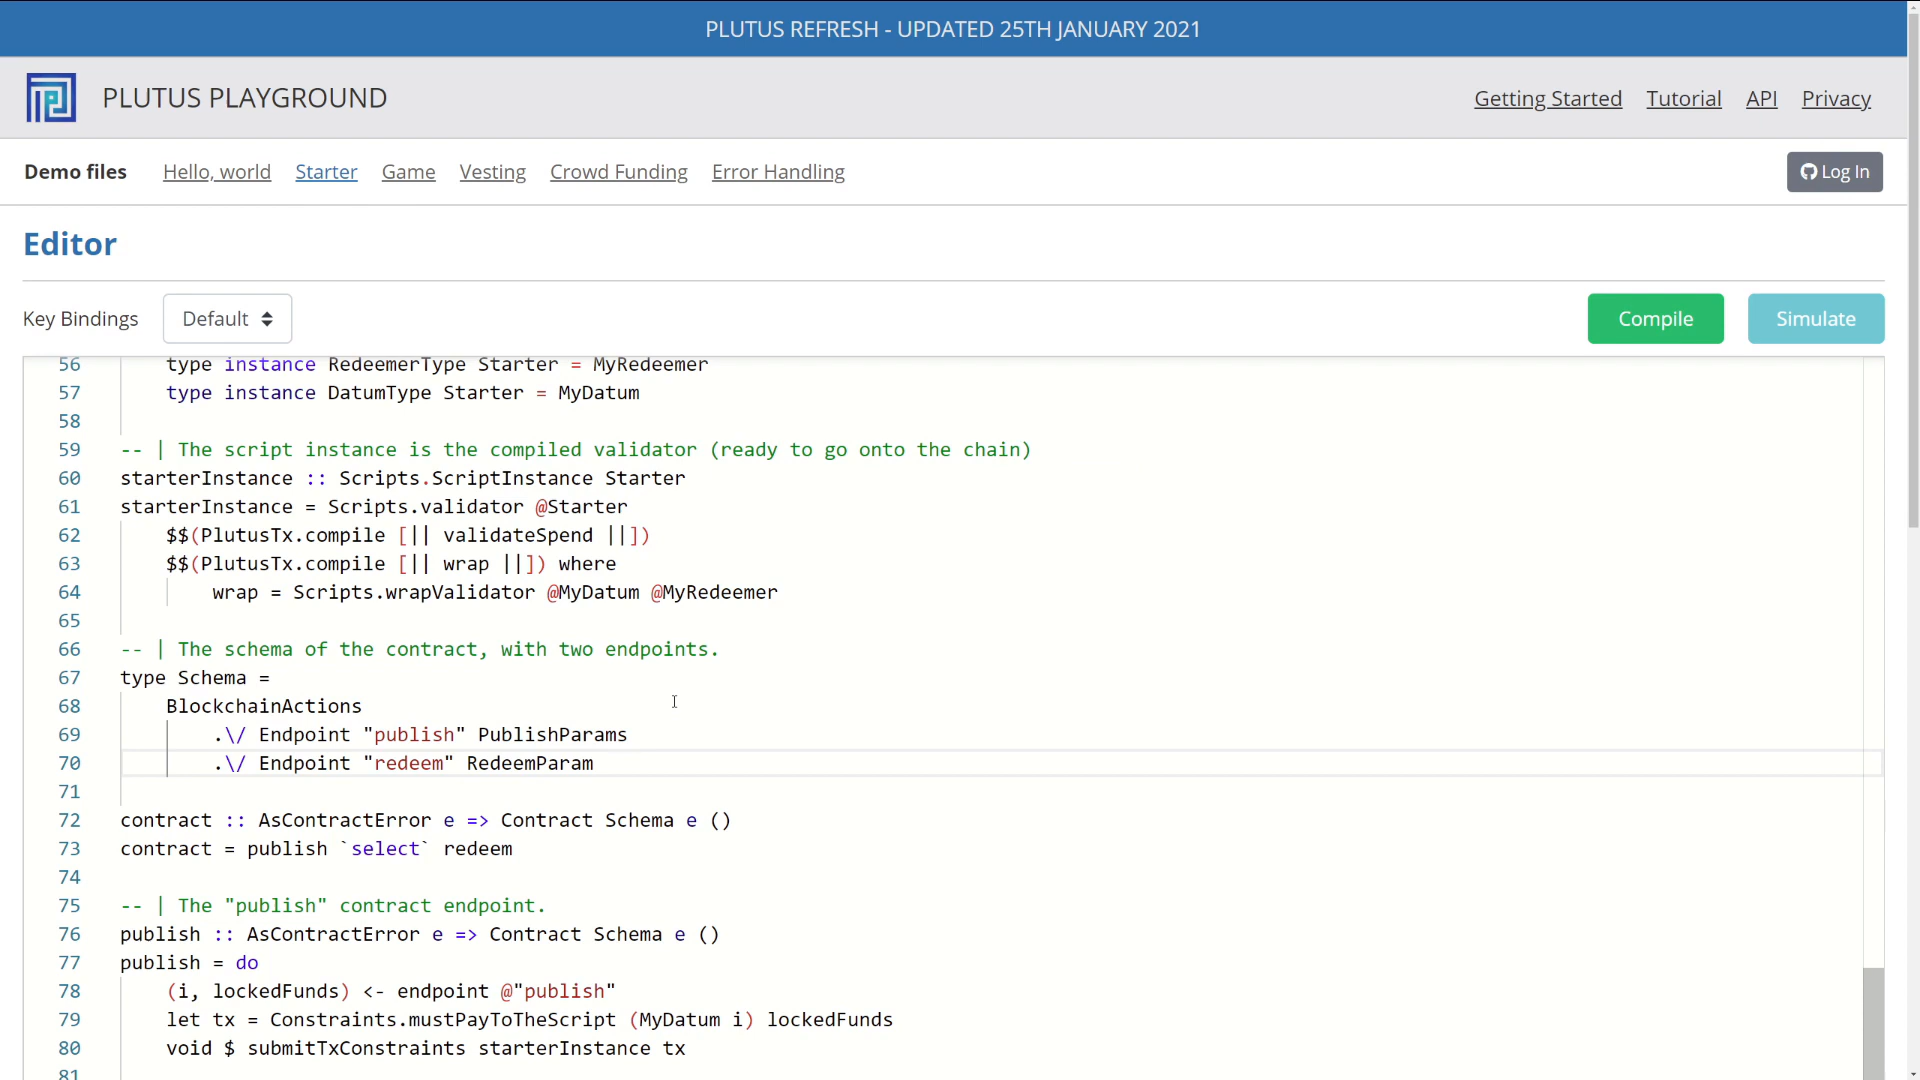 PLUTUS REFRESH - UPDATED 25TH JANUARY 2021
PLUTUS PLAYGROUND
Getting Started Tutorial API Privacy
Demo files Hello, world Starter Game Vesting Crowd Funding Error Handling
Log In
Editor
Key Bindings Default
Compile Simulate
56 type instance RedeemerType Starter = MyRedeemer
57 type instance DatumType Starter = MyDatum
58
59 -- | The script instance is the compiled validator (ready to go onto the chain)
60 starterInstance :: Scripts.ScriptInstance Starter
61 starterInstance = Scripts.validator @Starter
62 $$(PlutusTx.compile [|| validateSpend ||])
63 $$(PlutusTx.compile [|| wrap ||]) where
64 wrap = Scripts.wrapValidator @MyDatum @MyRedeemer
65
66 -- | The schema of the contract, with two endpoints.
67 type Schema =
68 BlockchainActions
69 .\/ Endpoint "publish" PublishParams
70 .\/ Endpoint "redeem" RedeemParam
71
72 contract :: AsContractError e => Contract Schema e ()
73 contract = publish `select` redeem
74
75 -- | The "publish" contract endpoint.
76 publish :: AsContractError e => Contract Schema e ()
77 publish = do
78 (i, lockedFunds) <- endpoint @"publish"
79 let tx = Constraints.mustPayToTheScript (MyDatum i) lockedFunds
80 void $ submitTxConstraints starterInstance tx
81